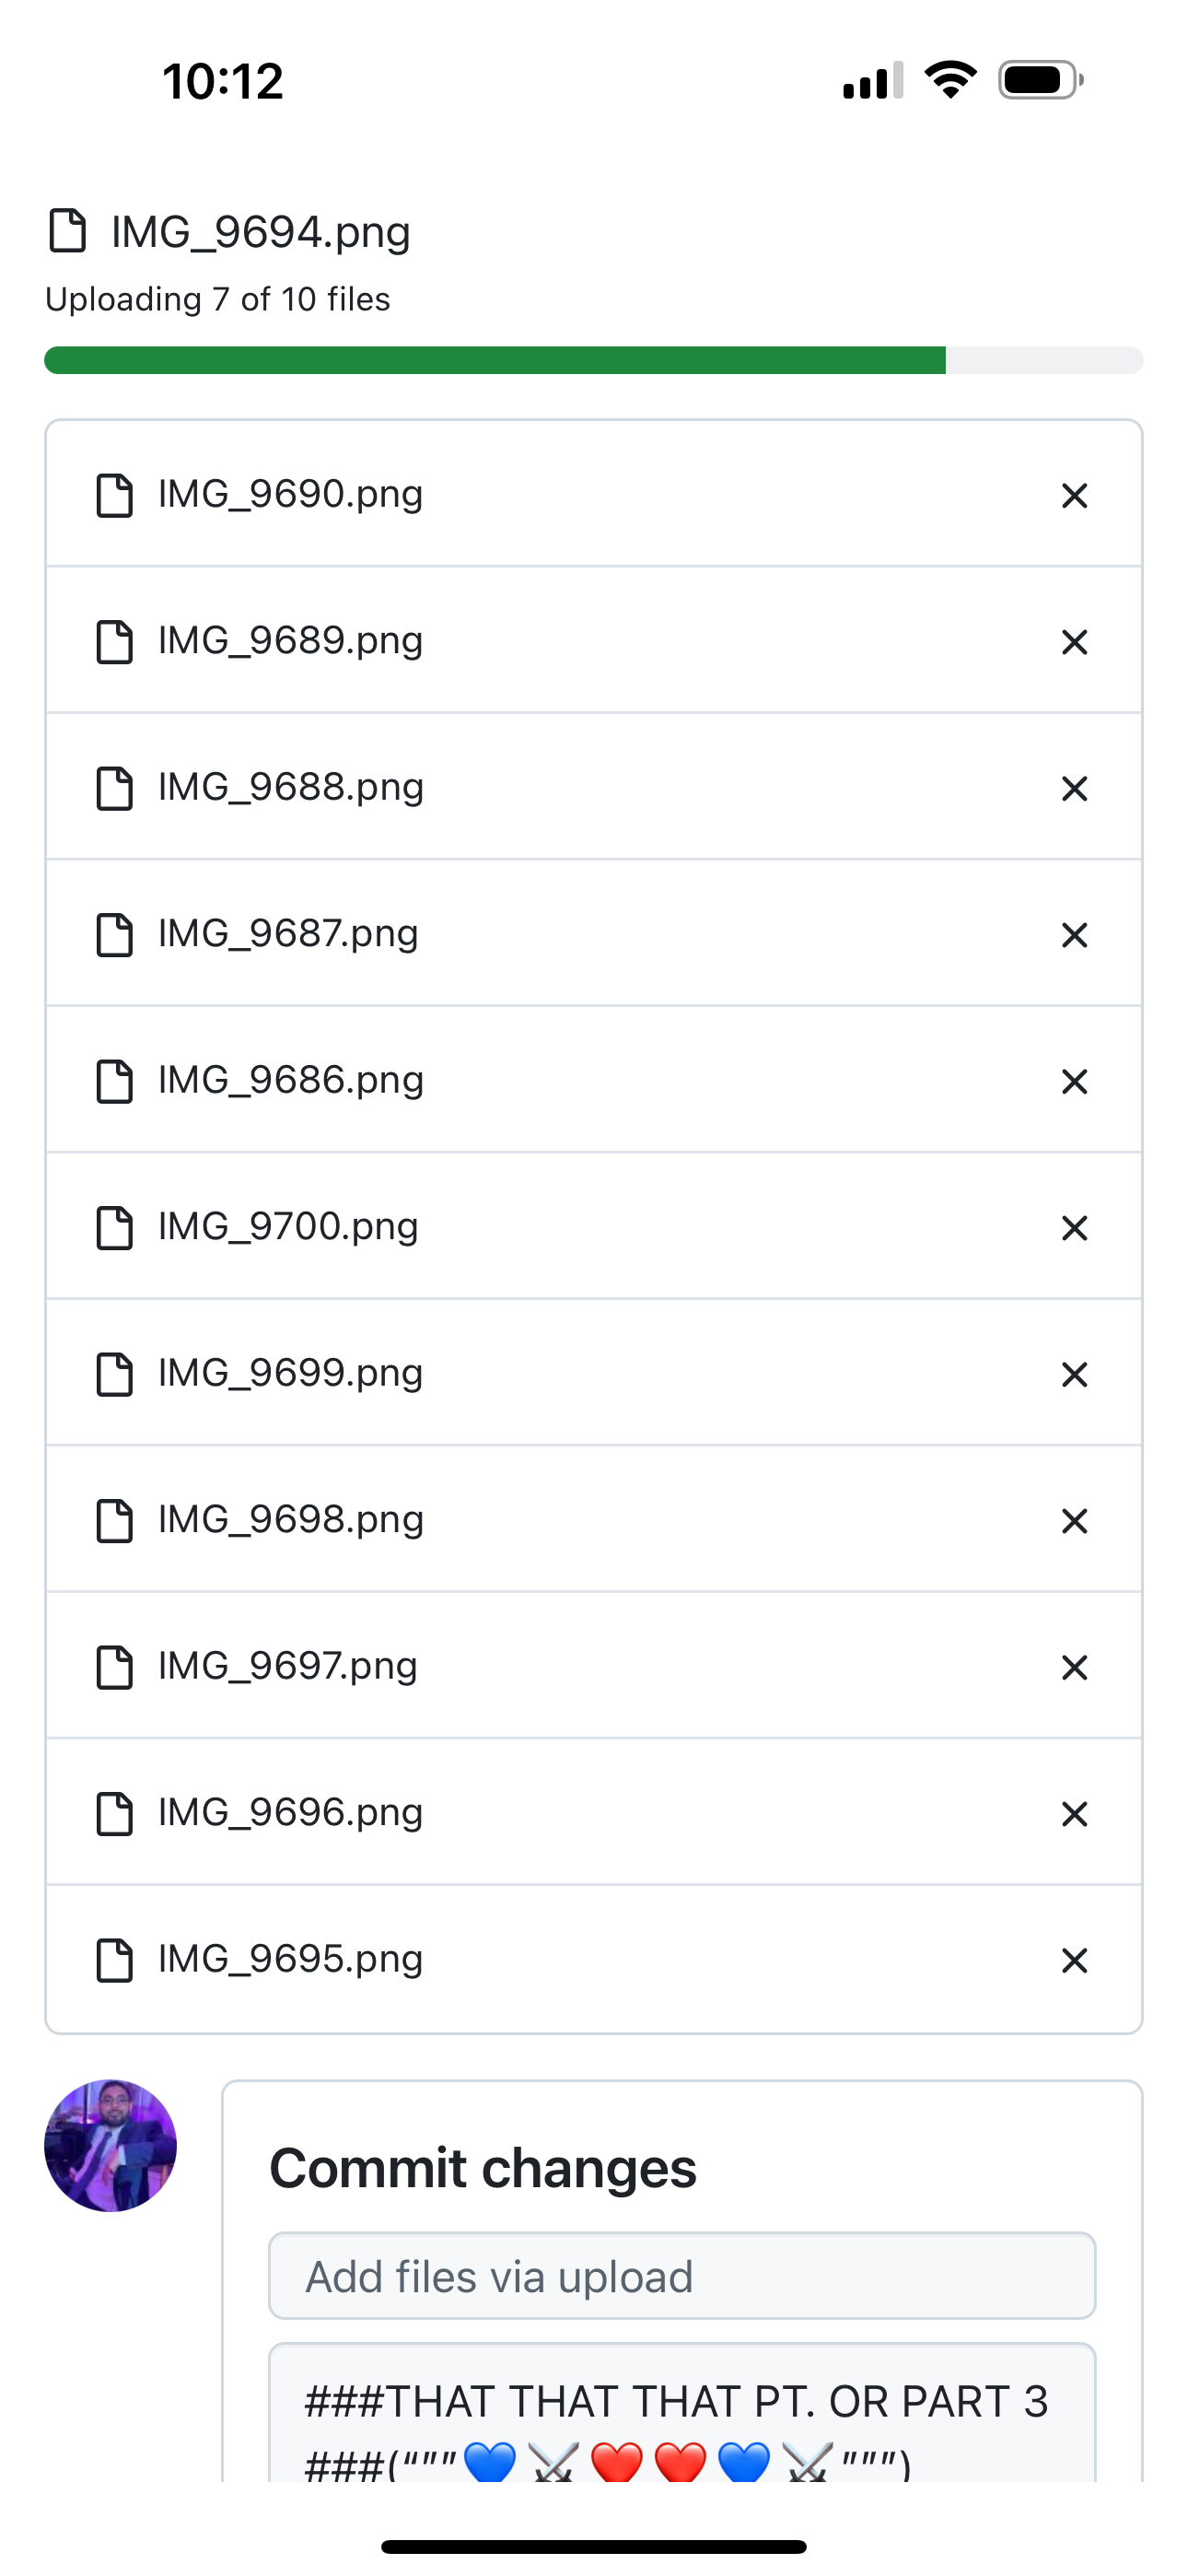 10:12
IMG_9694.png
Uploading 7 of 10 files
IMG_9690.png
IMG_9689.png
IMG_9688.png
IMG_9687.png
IMG_9686.png
IMG_9700.png
IMG_9699.png
IMG_9698.png
IMG_9697.png
IMG_9696.png
IMG_9695.png
Commit changes
Add files via upload
###THAT THAT THAT PT. OR PART 3
###(“””💙⚔️❤️❤️💙⚔️”””)